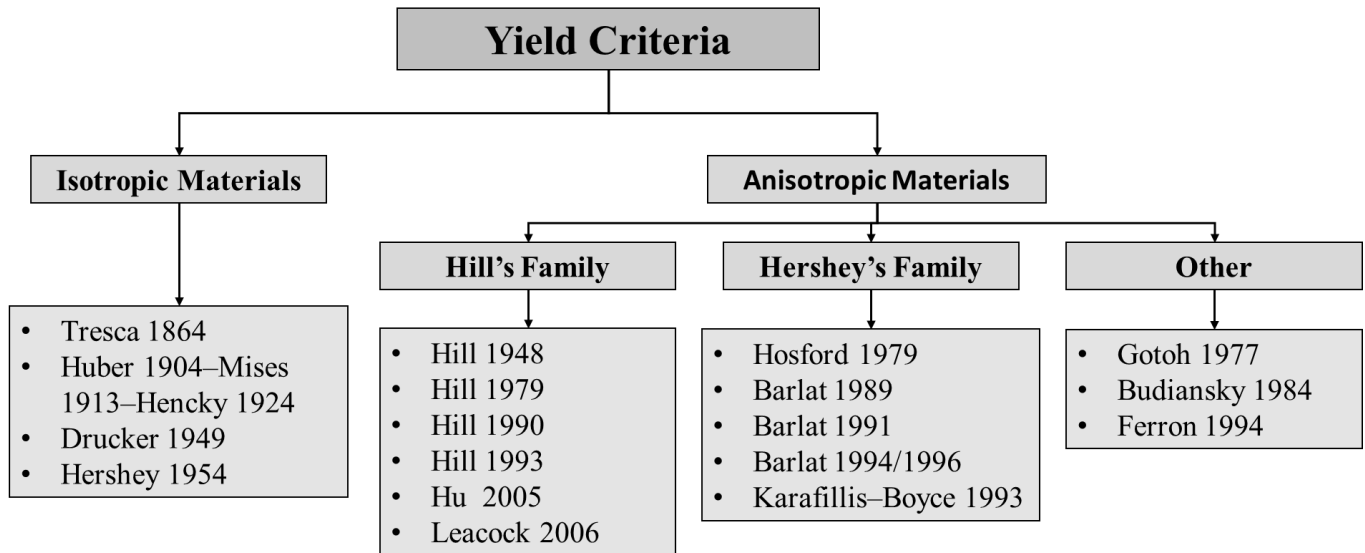 Yield Criteria
Isotropic Materials
Anisotropic Materials
Hill’s Family
Hershey’s Family
Other
• Tresca 1864
• Huber 1904–Mises
1913–Hencky 1924
• Drucker 1949
• Hershey 1954
• Hill 1948
• Hill 1979
• Hill 1990
• Hill 1993
• Hu  2005
• Leacock 2006
• Hosford 1979
• Barlat 1989
• Barlat 1991
• Barlat 1994/1996
• Karafillis–Boyce 1993
• Gotoh 1977
• Budiansky 1984
• Ferron 1994